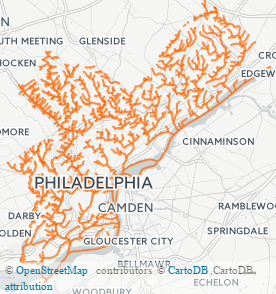 GLENSIDE
UTH MEETING
CRO
HOCKEN
EDGEW
DMORE
CINNAMINSON
PHILADELPHIA
CAMDEN
RAMBLEWOO
DARBY
SPRINGDALE
OLDEN
GLOUCESTER CITY
BELLMAWR
© OpenStreetMap contributors © CartoDB, CartoDB
attribution
ECHELON
WOODBURY